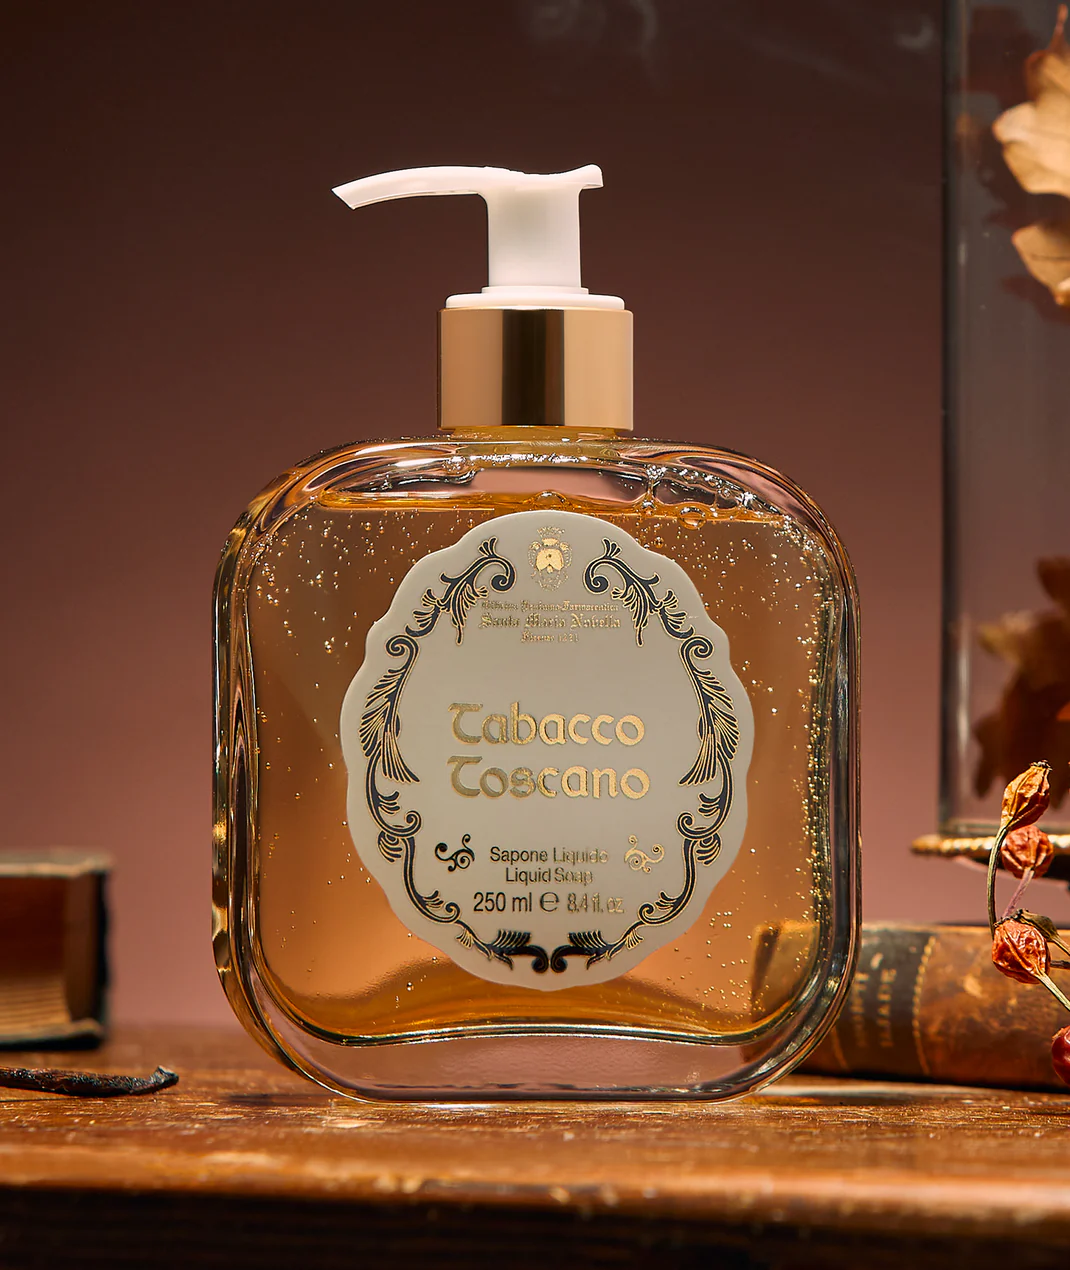 Officina Profumo-Farmaceutica
Santa Maria Novella
Firenze 1221
Tabacco
Toscano
Sapone Liquido
Liquid Soap
250 ml ℮ 8.4 fl. oz